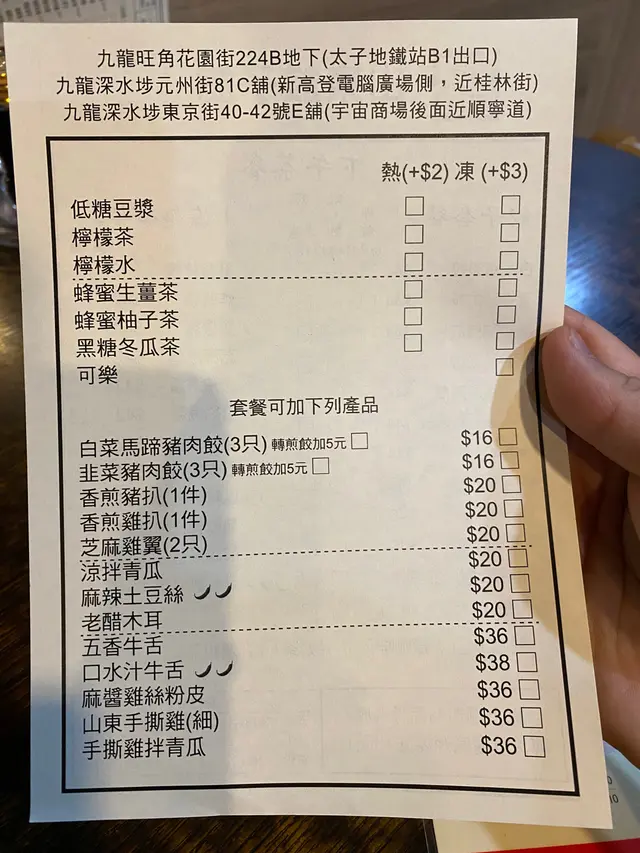 九龍旺角花園街224B地下(太子地鐵站B1出口)
九龍深水埗元州街81C舖(新高登電腦廣場側，近桂林街)
九龍深水埗東京街40-42號E舖(宇宙商場後面近順寧道)
熱(+$2) 凍 (+$3)
低糖豆漿
檸檬茶
檸檬水
蜂蜜生薑茶
蜂蜜柚子茶
黑糖冬瓜茶
可樂
套餐可加下列產品
白菜馬蹄豬肉餃(3只) 轉煎餃加5元 $16
韭菜豬肉餃(3只) 轉煎餃加5元 $16
香煎豬扒(1件) $20
香煎雞扒(1件) $20
芝麻雞翼(2只) $20
涼拌青瓜 $20
麻辣土豆絲 $20
老醋木耳 $20
五香牛舌 $36
口水汁牛舌 $38
麻醬雞絲粉皮 $36
山東手撕雞(細) $36
手撕雞拌青瓜 $36